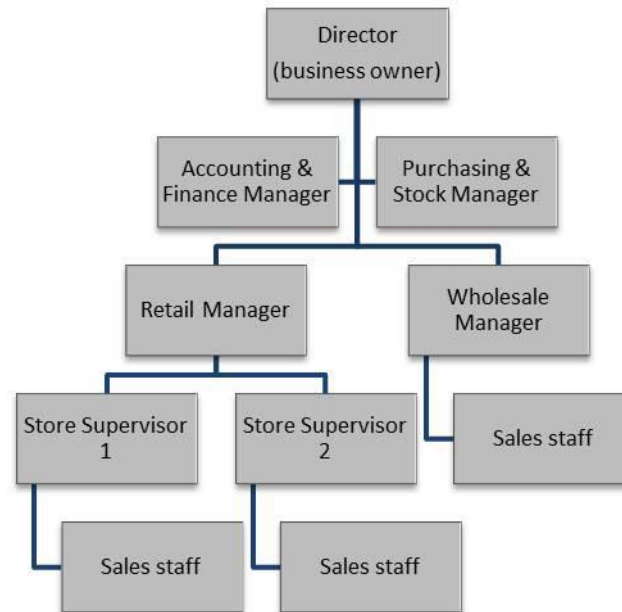 Director
(business owner)
Accounting &
Finance Manager
Purchasing &
Stock Manager
Retail Manager
Wholesale
Manager
Store Supervisor
1
Store Supervisor
2
Sales staff
Sales staff
Sales staff